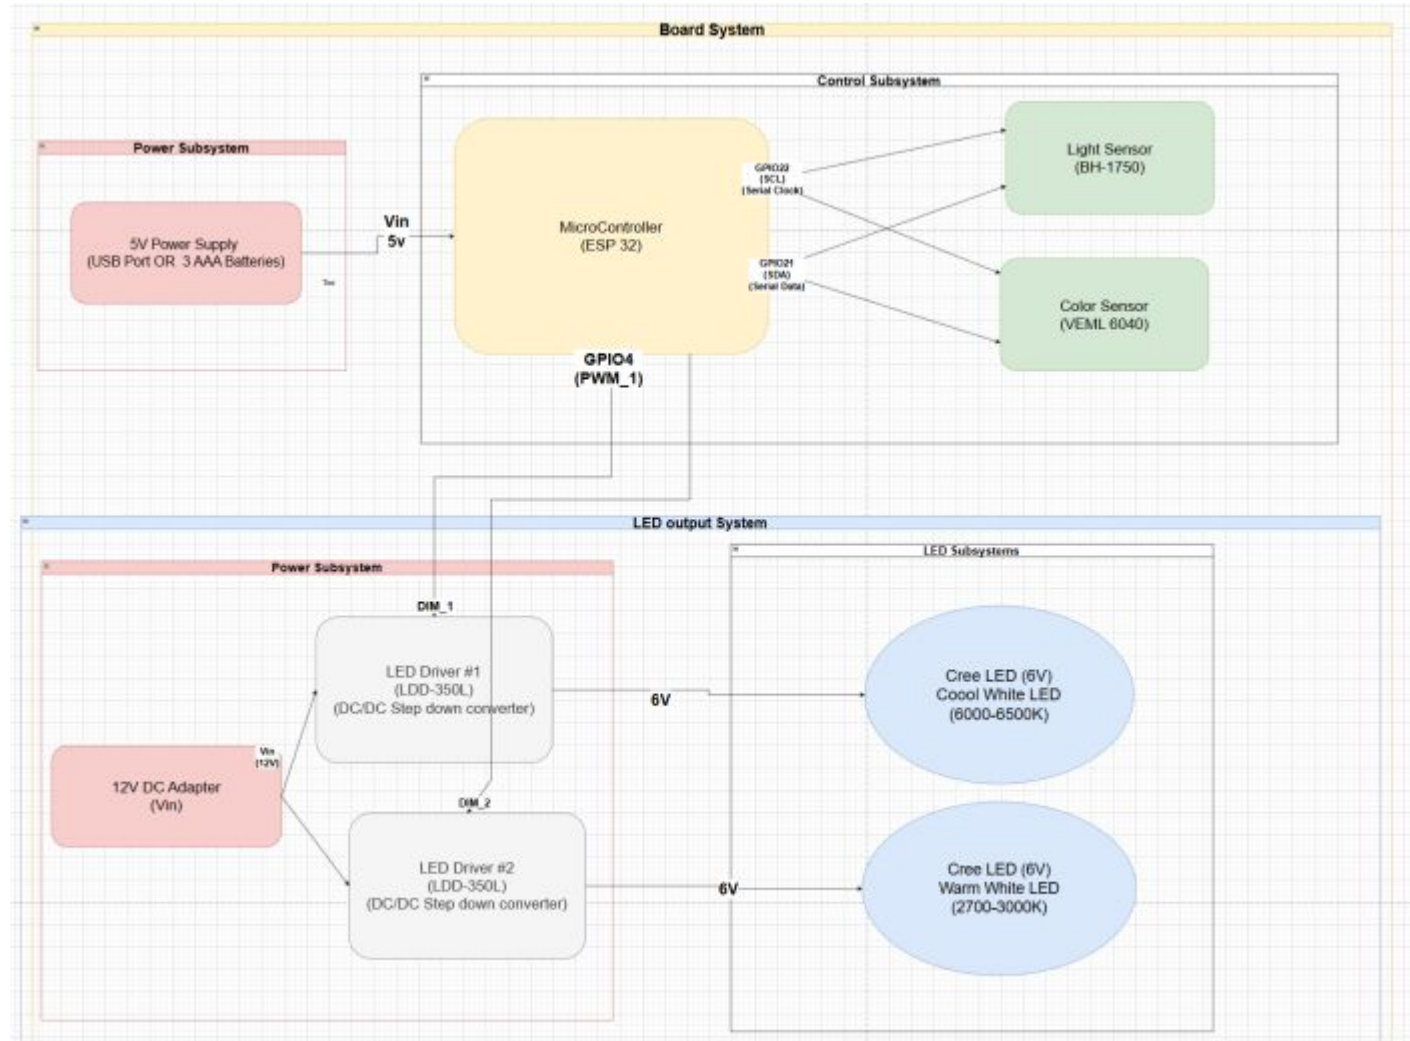 Board System
Control Subsystem
Power Subsystem
5V Power Supply
(USB Port OR 3 AAA Batteries)
Vin
5v
MicroController
(ESP 32)
GPIO22
(SCL)
(Serial Clock)
GPIO21
(SDA)
(Serial Data)
Light Sensor
(BH-1750)
Color Sensor
(VEML 6040)
GPIO4
(PWM_1)
LED output System
Power Subsystem
LED Subsystems
DIM_1
LED Driver #1
(LDD-350L)
(DC/DC Step down converter)
6V
Cree LED (6V)
Coool White LED
(6000-6500K)
12V DC Adapter
(Vin)
Vin
(12V)
DIM_2
LED Driver #2
(LDD-350L)
(DC/DC Step down converter)
6V
Cree LED (6V)
Warm White LED
(2700-3000K)